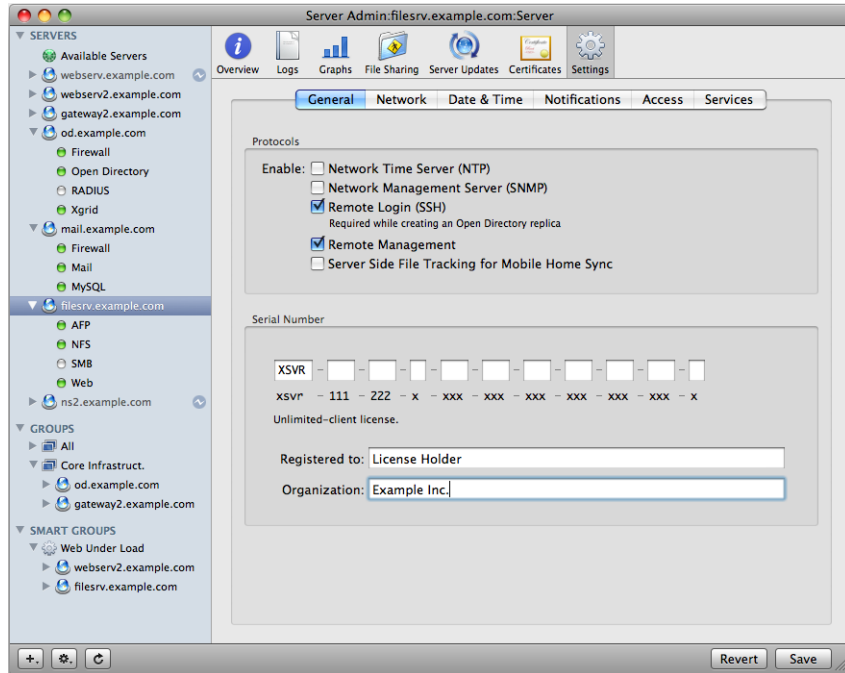 Server Admin:filesrv.example.com:Server
SERVERS
Available Servers
webserv.example.com
webserv2.example.com
gateway2.example.com
od.example.com
Firewall
Open Directory
RADIUS
Xgrid
mail.example.com
Firewall
Mail
MySQL
filesrv.example.com
AFP
NFS
SMB
Web
ns2.example.com
GROUPS
All
Core Infrastruct.
od.example.com
gateway2.example.com
SMART GROUPS
Web Under Load
webserv2.example.com
filesrv.example.com
Overview Logs Graphs File Sharing Server Updates Certificates Settings
General Network Date & Time Notifications Access Services
Protocols
Enable: Network Time Server (NTP)
Network Management Server (SNMP)
Remote Login (SSH)
Required while creating an Open Directory replica
Remote Management
Server Side File Tracking for Mobile Home Sync
Serial Number
XSVR - - - - - - - - - -
xsvr - 111 - 222 - x - xxx - xxx - xxx - xxx - xxx - xxx - x
Unlimited-client license.
Registered to: License Holder
Organization: Example Inc.
Revert Save